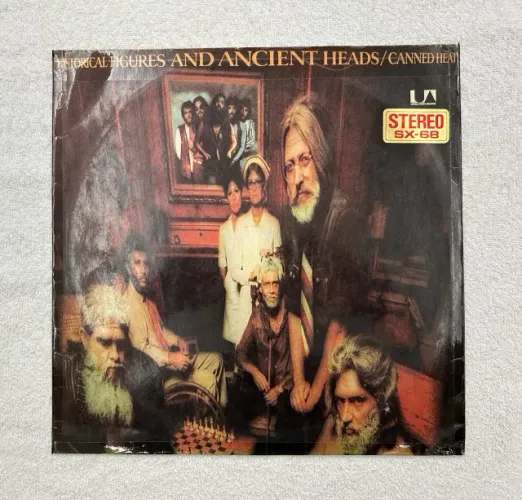 HISTORICAL FIGURES AND ANCIENT HEADS/CANNED HEAT
UA
STEREO
SX-68